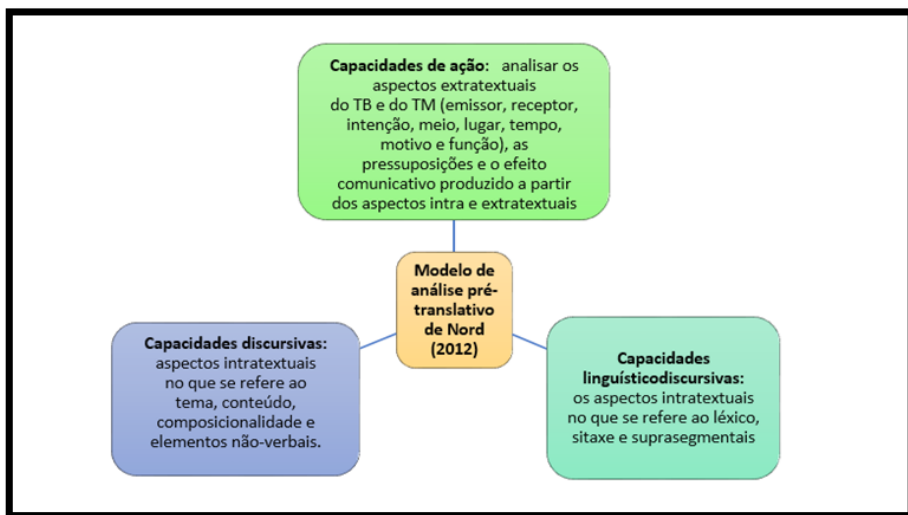 Capacidades de ação: analisar os
aspectos extratextuais
do TB e do TM (emissor, receptor,
intenção, meio, lugar, tempo,
motivo e função), as
pressuposições e o efeito
comunicativo produzido a partir
dos aspectos intra e extratextuais
Modelo de
análise pré-
translativo
de Nord
(2012)
Capacidades discursivas:
aspectos intratextuais
no que se refere ao
tema, conteúdo,
composicionalidade e
elementos não-verbais.
Capacidades
linguísticodiscursivas:
os aspectos intratextuais
no que se refere ao léxico,
sitaxe e suprasegmentais